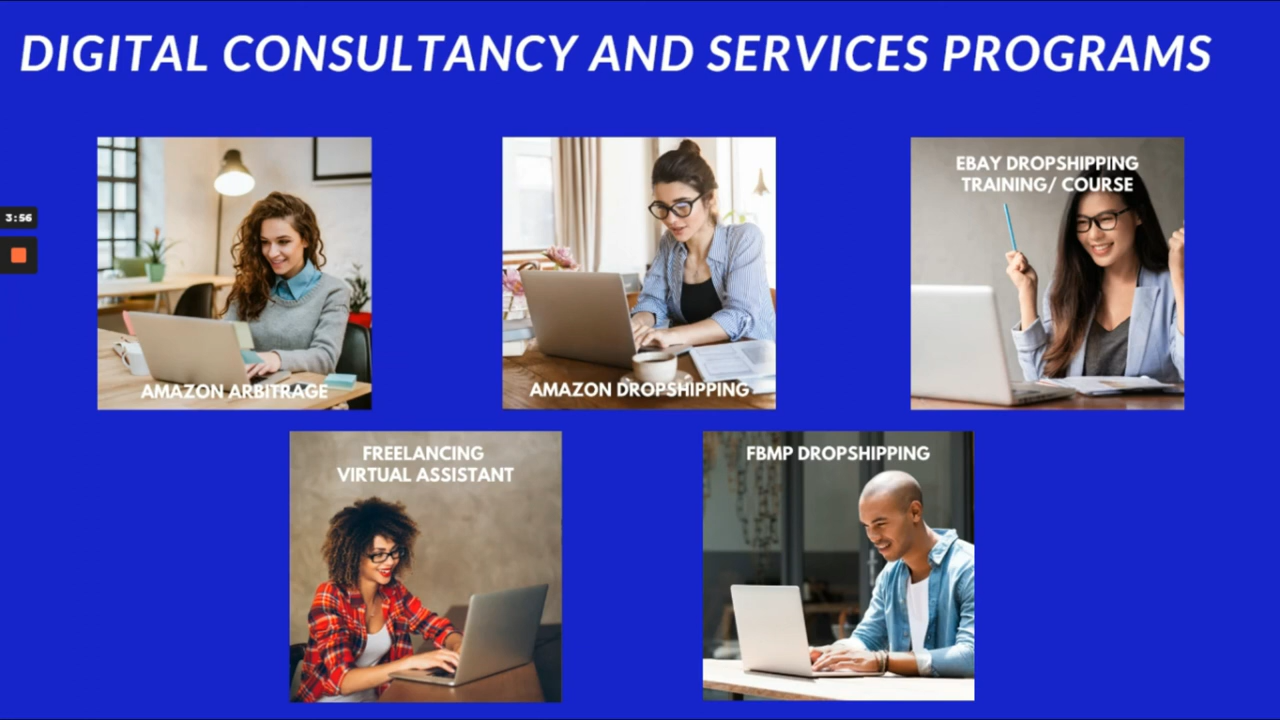 DIGITAL CONSULTANCY AND SERVICES PROGRAMS
3:56
AMAZON ARBITRAGE
AMAZON DROPSHIPPING
EBAY DROPSHIPPING
TRAINING/ COURSE
FREELANCING
VIRTUAL ASSISTANT
FBMP DROPSHIPPING